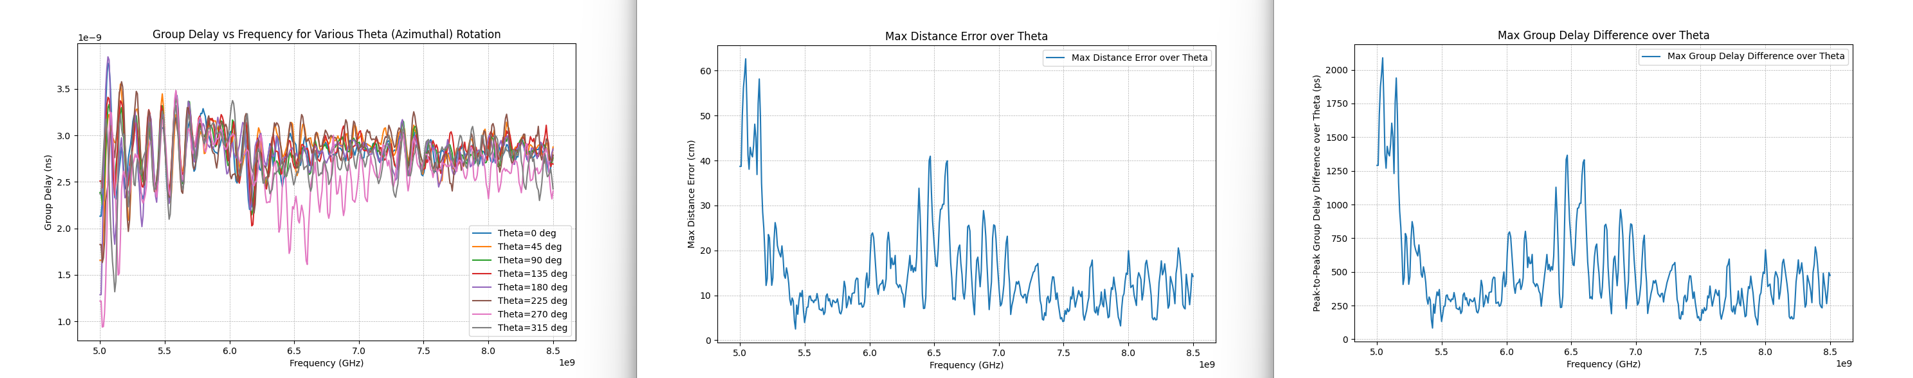 Group Delay vs Frequency for Various Theta (Azimuthal) Rotation
1e−9
Group Delay (ns)
3.5
3.0
2.5
2.0
1.5
1.0
Theta=0 deg
Theta=45 deg
Theta=90 deg
Theta=135 deg
Theta=180 deg
Theta=225 deg
Theta=270 deg
Theta=315 deg
5.0 5.5 6.0 6.5 7.0 7.5 8.0 8.5
Frequency (GHz)
1e9
Max Distance Error over Theta
Max Distance Error over Theta
Max Distance Error (cm)
60
50
40
30
20
10
0
5.0 5.5 6.0 6.5 7.0 7.5 8.0 8.5
Frequency (GHz)
1e9
Max Group Delay Difference over Theta
Max Group Delay Difference over Theta
Peak-to-Peak Group Delay Difference over Theta (ps)
2000
1750
1500
1250
1000
750
500
250
0
5.0 5.5 6.0 6.5 7.0 7.5 8.0 8.5
Frequency (GHz)
1e9